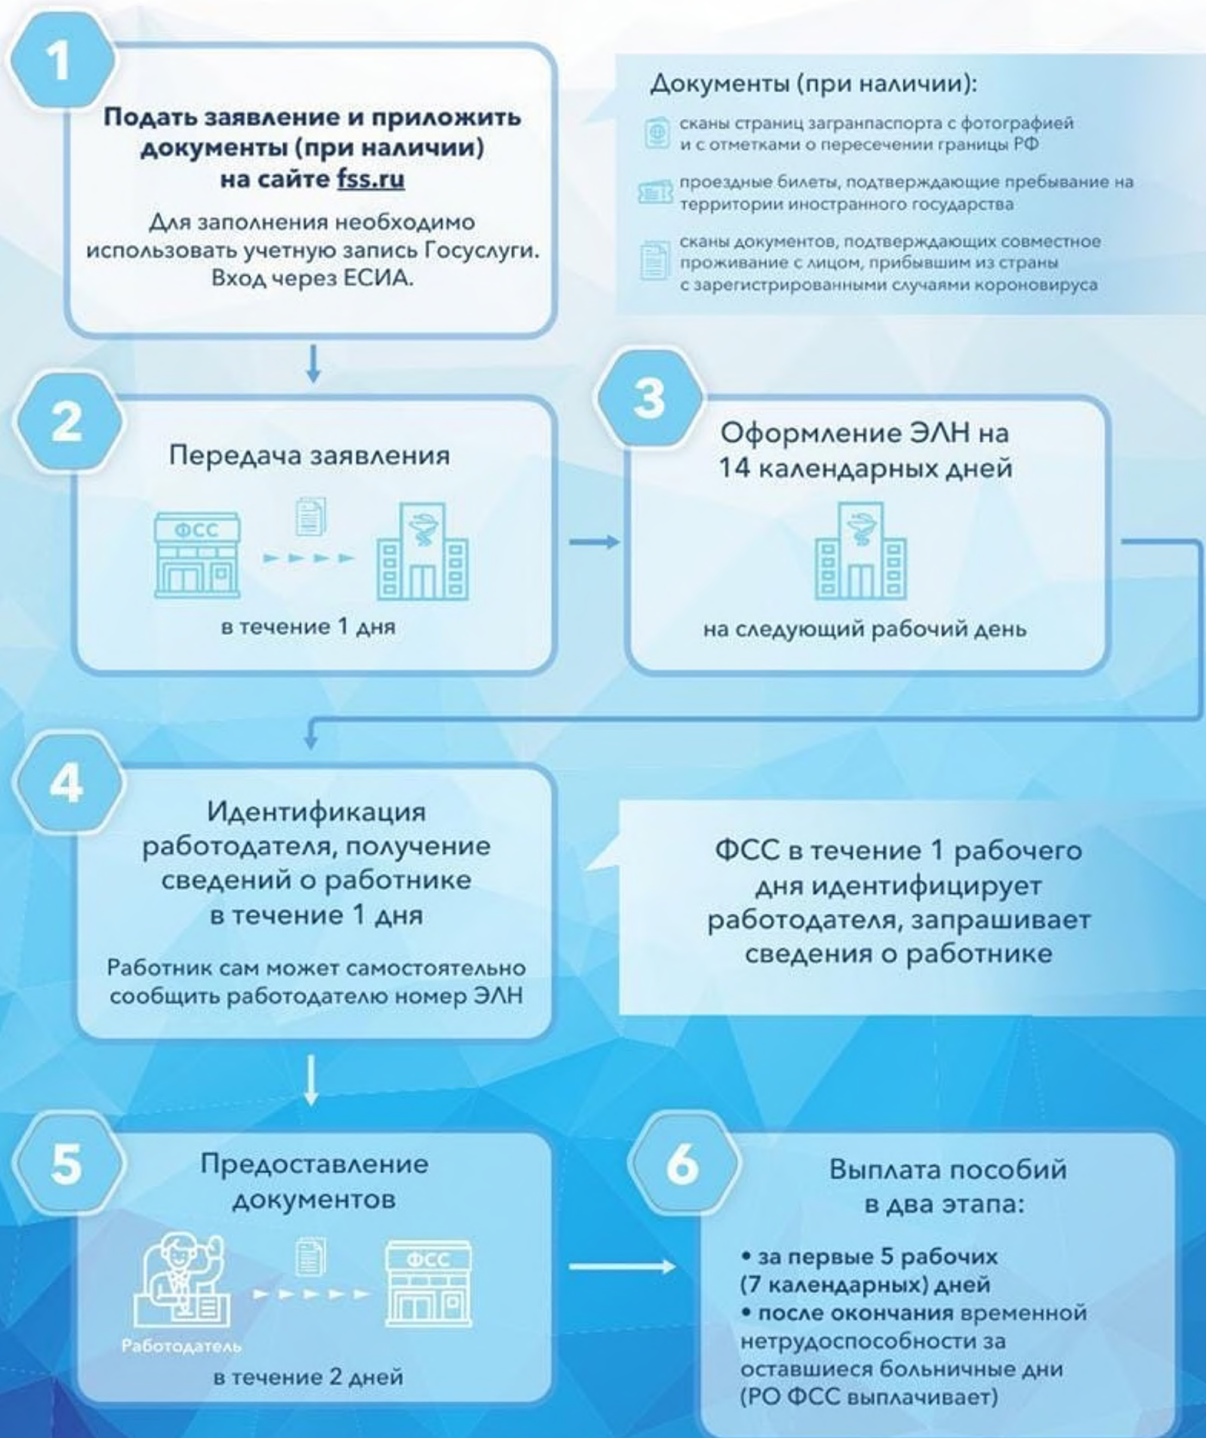 1
Подать заявление и приложить
документы (при наличии)
на сайте fss.ru
Для заполнения необходимо
использовать учетную запись Госуслуги.
Вход через ЕСИА.
Документы (при наличии):
сканы страниц загранпаспорта с фотографией
и с отметками о пересечении границы РФ
проездные билеты, подтверждающие пребывание на
территории иностранного государства
сканы документов, подтверждающих совместное
проживание с лицом, прибывшим из страны
с зарегистрированными случаями короновируса
2
Передача заявления
ФСС
в течение 1 дня
3
Оформление ЭЛН на
14 календарных дней
на следующий рабочий день
4
Идентификация
работодателя, получение
сведений о работнике
в течение 1 дня
Работник сам может самостоятельно
сообщить работодателю номер ЭЛН
ФСС в течение 1 рабочего
дня идентифицирует
работодателя, запрашивает
сведения о работнике
5
Предоставление
документов
ФСС
Работодатель
в течение 2 дней
6
Выплата пособий
в два этапа:
• за первые 5 рабочих
(7 календарных) дней
• после окончания временной
нетрудоспособности за
оставшиеся больничные дни
(РО ФСС выплачивает)